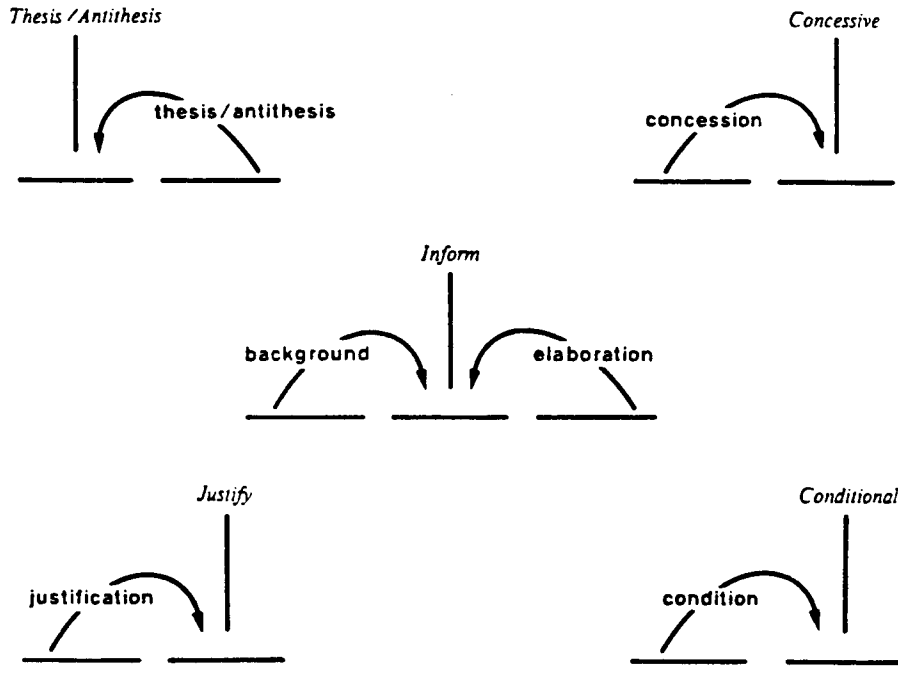 Thesis/Antithesis
Concessive
thesis/antithesis
concession
Inform
background
elaboration
Justify
Conditional
justification
condition